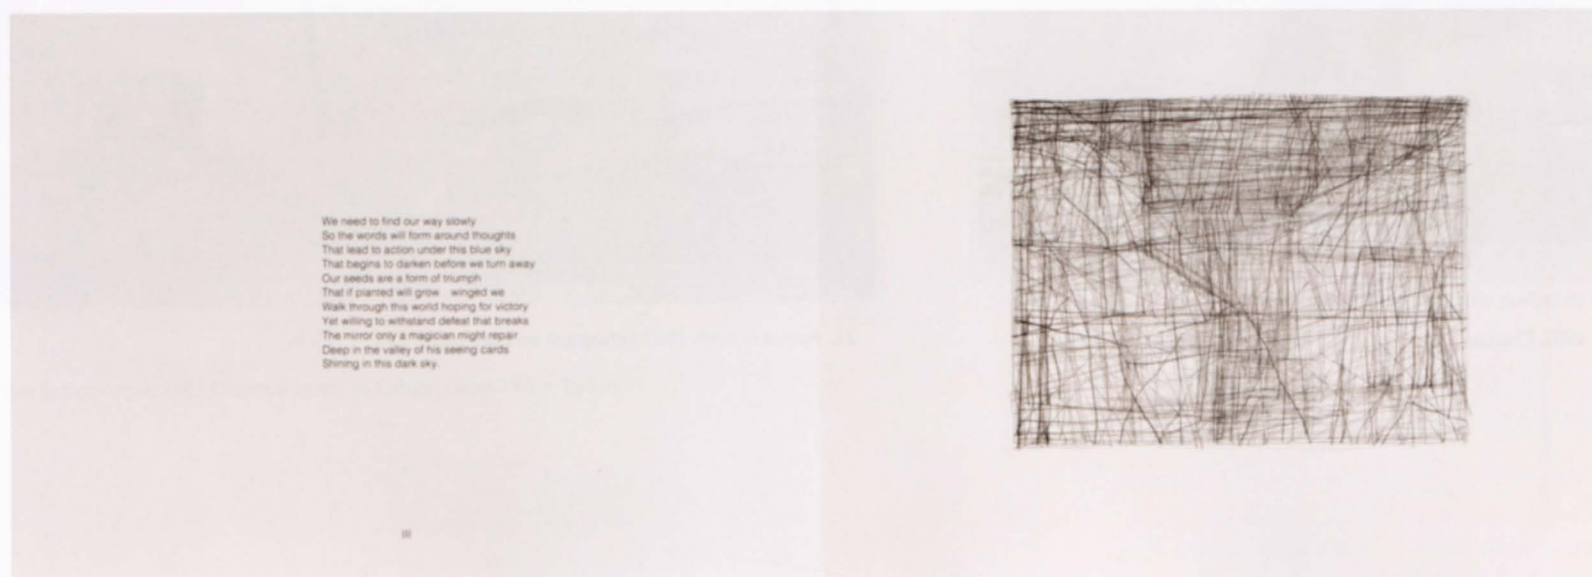 We need to find our way slowly
So the words will form around thoughts
That lead to action under this blue sky
That begins to darken before we turn away
Our seeds are a form of triumph
That if planted will grow winged we
Walk through this world hoping for victory
Yet willing to withstand defeat that breaks
The mirror only a magician might repair
Deep in the valley of his seeing cards
Shining in this dark sky.
III